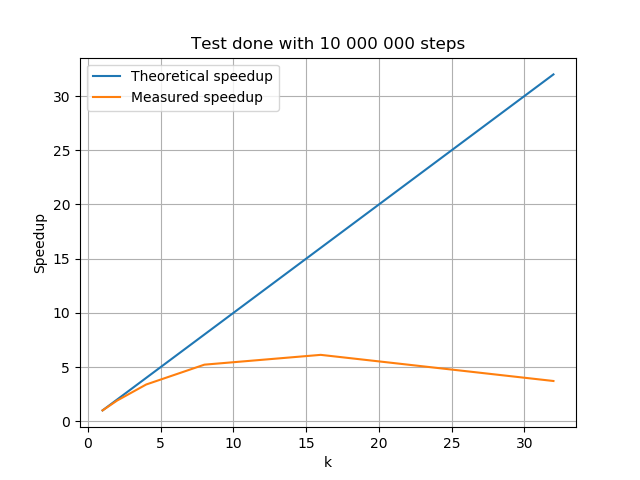 Test done with 10 000 000 steps
Theoretical speedup
Measured speedup
30
25
20
15
10
5
0
Speedup
0 5 10 15 20 25 30
k